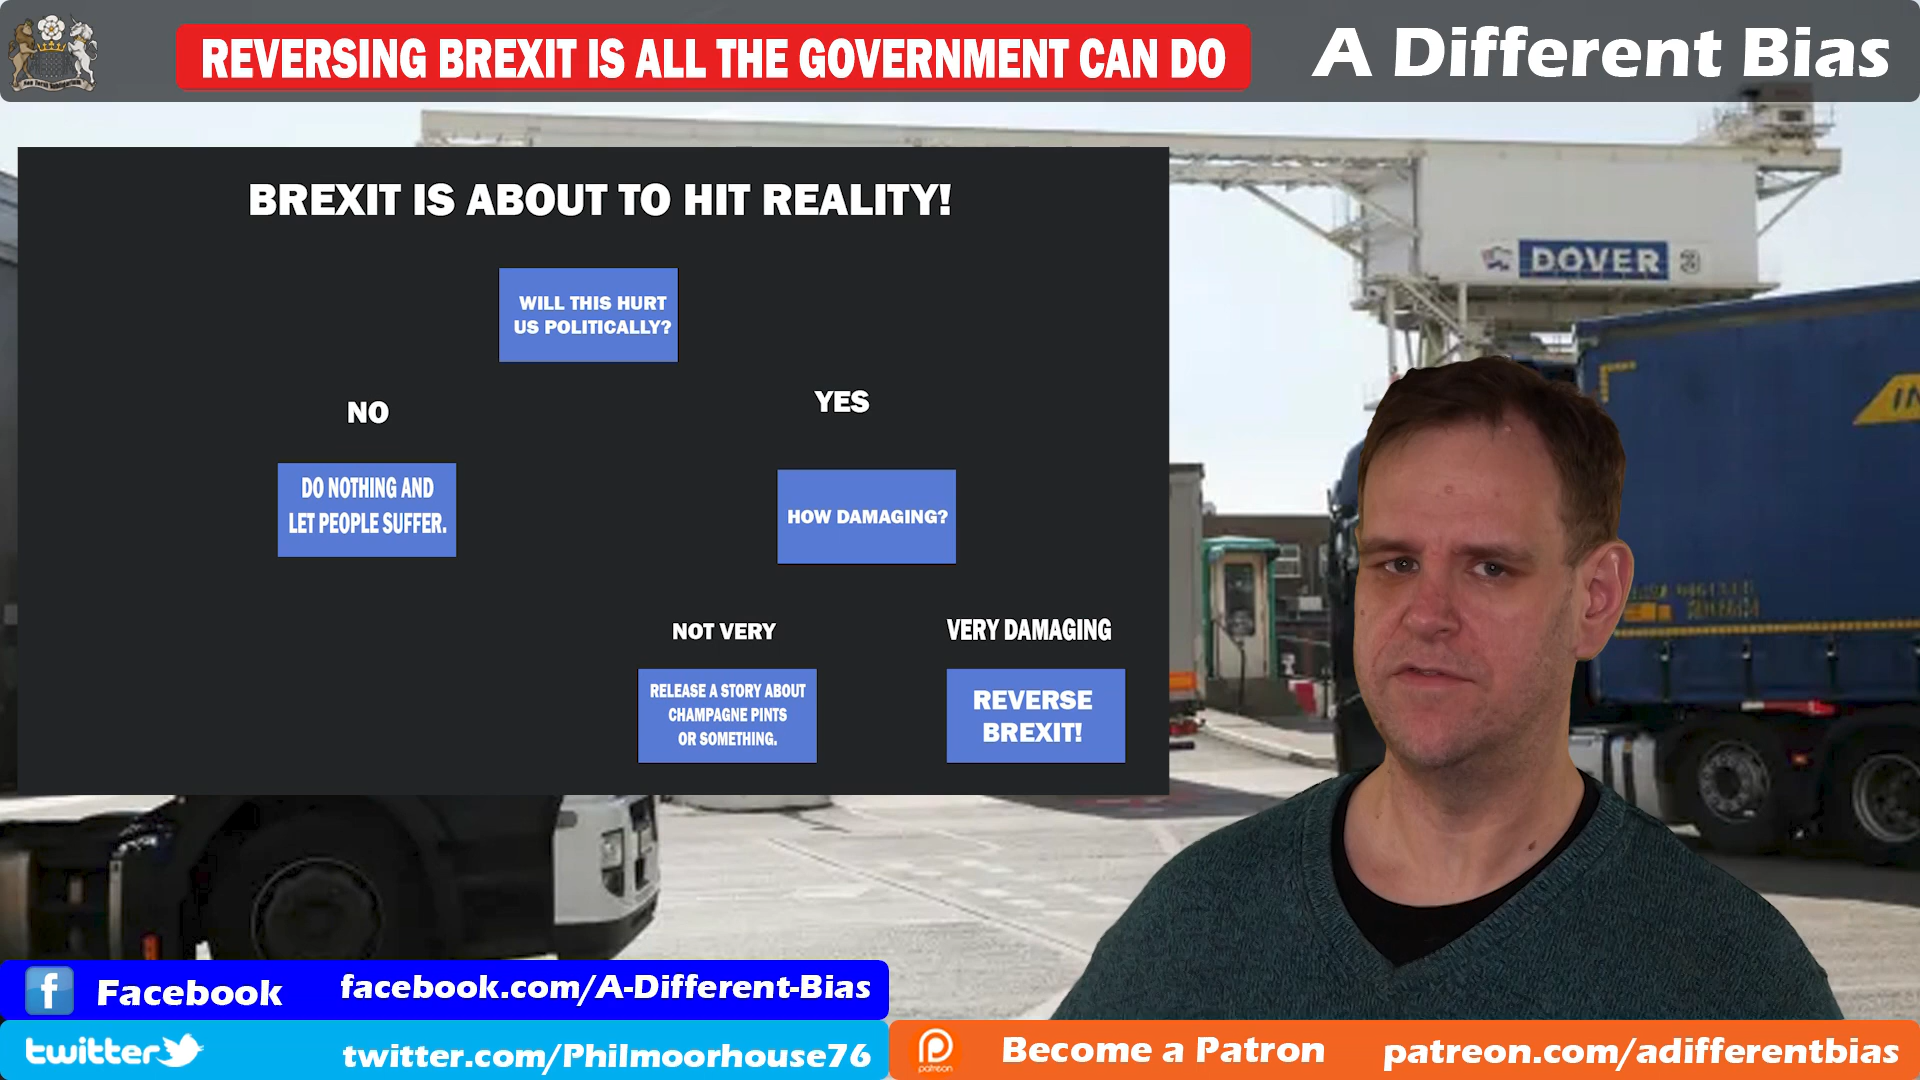 REVERSING BREXIT IS ALL THE GOVERNMENT CAN DO
A Different Bias
BREXIT IS ABOUT TO HIT REALITY!
WILL THIS HURT
US POLITICALLY?
NO
YES
DO NOTHING AND
LET PEOPLE SUFFER.
HOW DAMAGING?
NOT VERY
VERY DAMAGING
RELEASE A STORY ABOUT
CHAMPAGNE PINTS
OR SOMETHING.
REVERSE
BREXIT!
DOVER 3
Facebook
facebook.com/A-Different-Bias
twitter
twitter.com/Philmoorhouse76
patreon
Become a Patron
patreon.com/adifferentbias